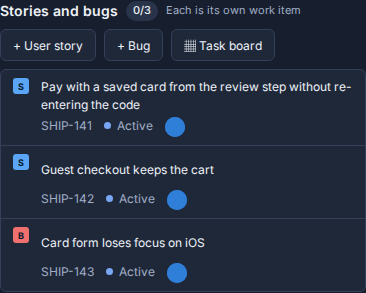 Stories and bugs 0/3 Each is its own work item
+ User story + Bug Task board
S Pay with a saved card from the review step without re-
entering the code
SHIP-141 Active
S Guest checkout keeps the cart
SHIP-142 Active
B Card form loses focus on iOS
SHIP-143 Active